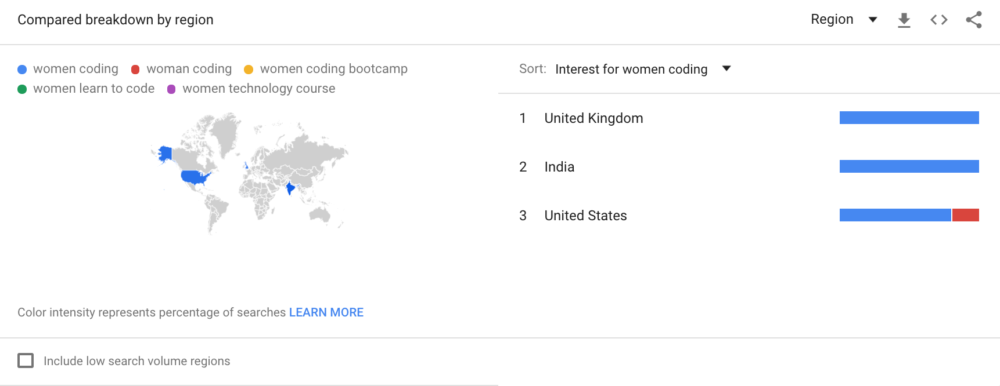 Compared breakdown by region
Region
women coding
woman coding
women coding bootcamp
women learn to code
women technology course
Sort: Interest for women coding
1 United Kingdom
2 India
3 United States
Color intensity represents percentage of searches LEARN MORE
Include low search volume regions